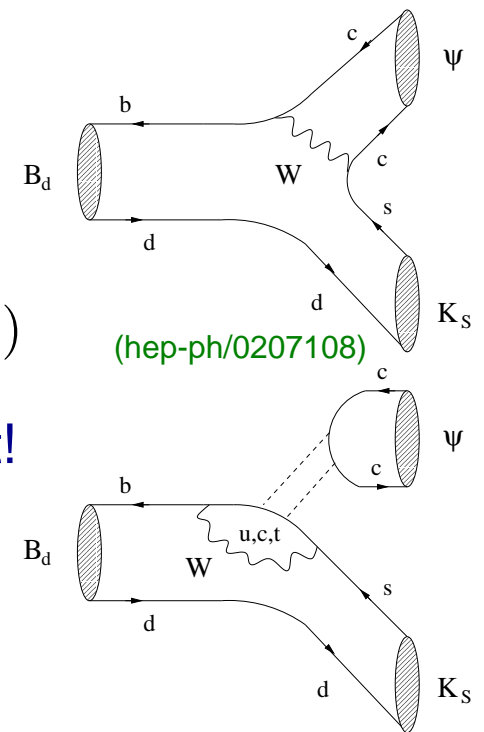 c
ψ
b
c
W
B_d
s
d
d
K_S
)
(hep-ph/0207108)
c
ψ
!
c
b
u,c,t
B_d
W
s
d
d
K_S